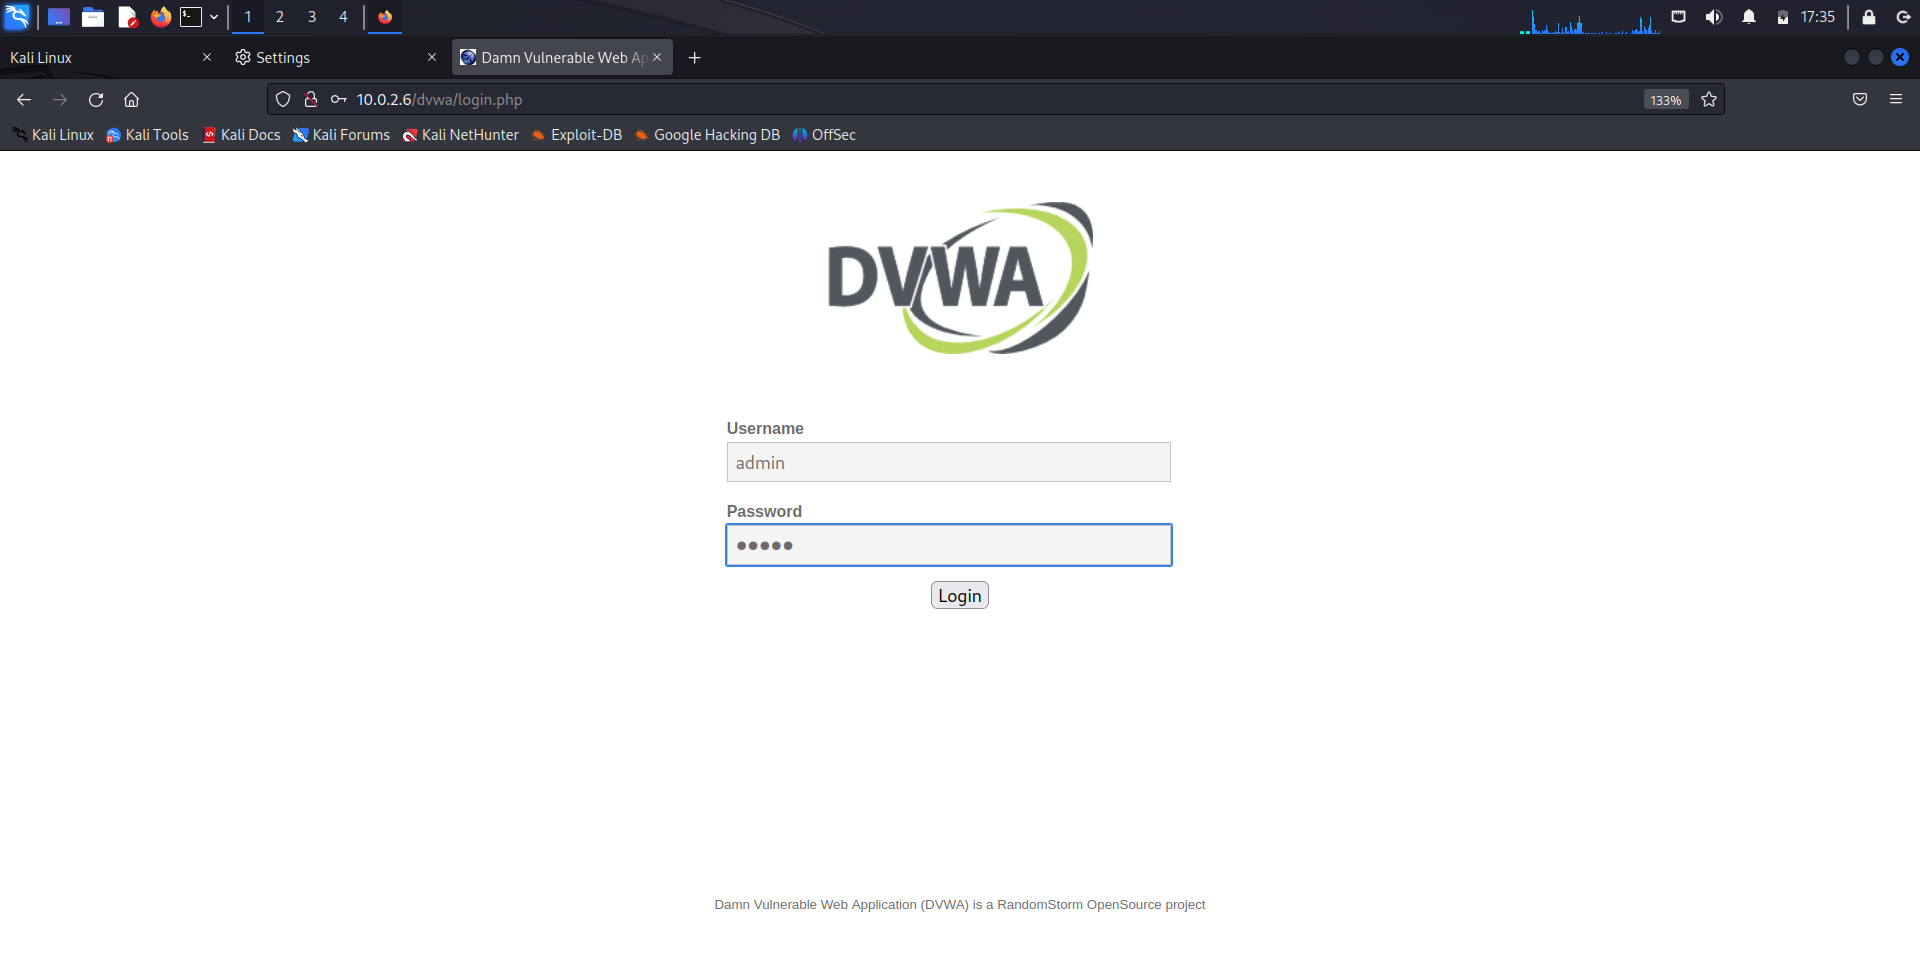 1 2 3 4 17:35
Kali Linux Settings Damn Vulnerable Web Ap
10.0.2.6/dvwa/login.php 133%
Kali Linux Kali Tools Kali Docs Kali Forums Kali NetHunter Exploit-DB Google Hacking DB OffSec
DVWA
Username
admin
Password
•••••
Login
Damn Vulnerable Web Application (DVWA) is a RandomStorm OpenSource project